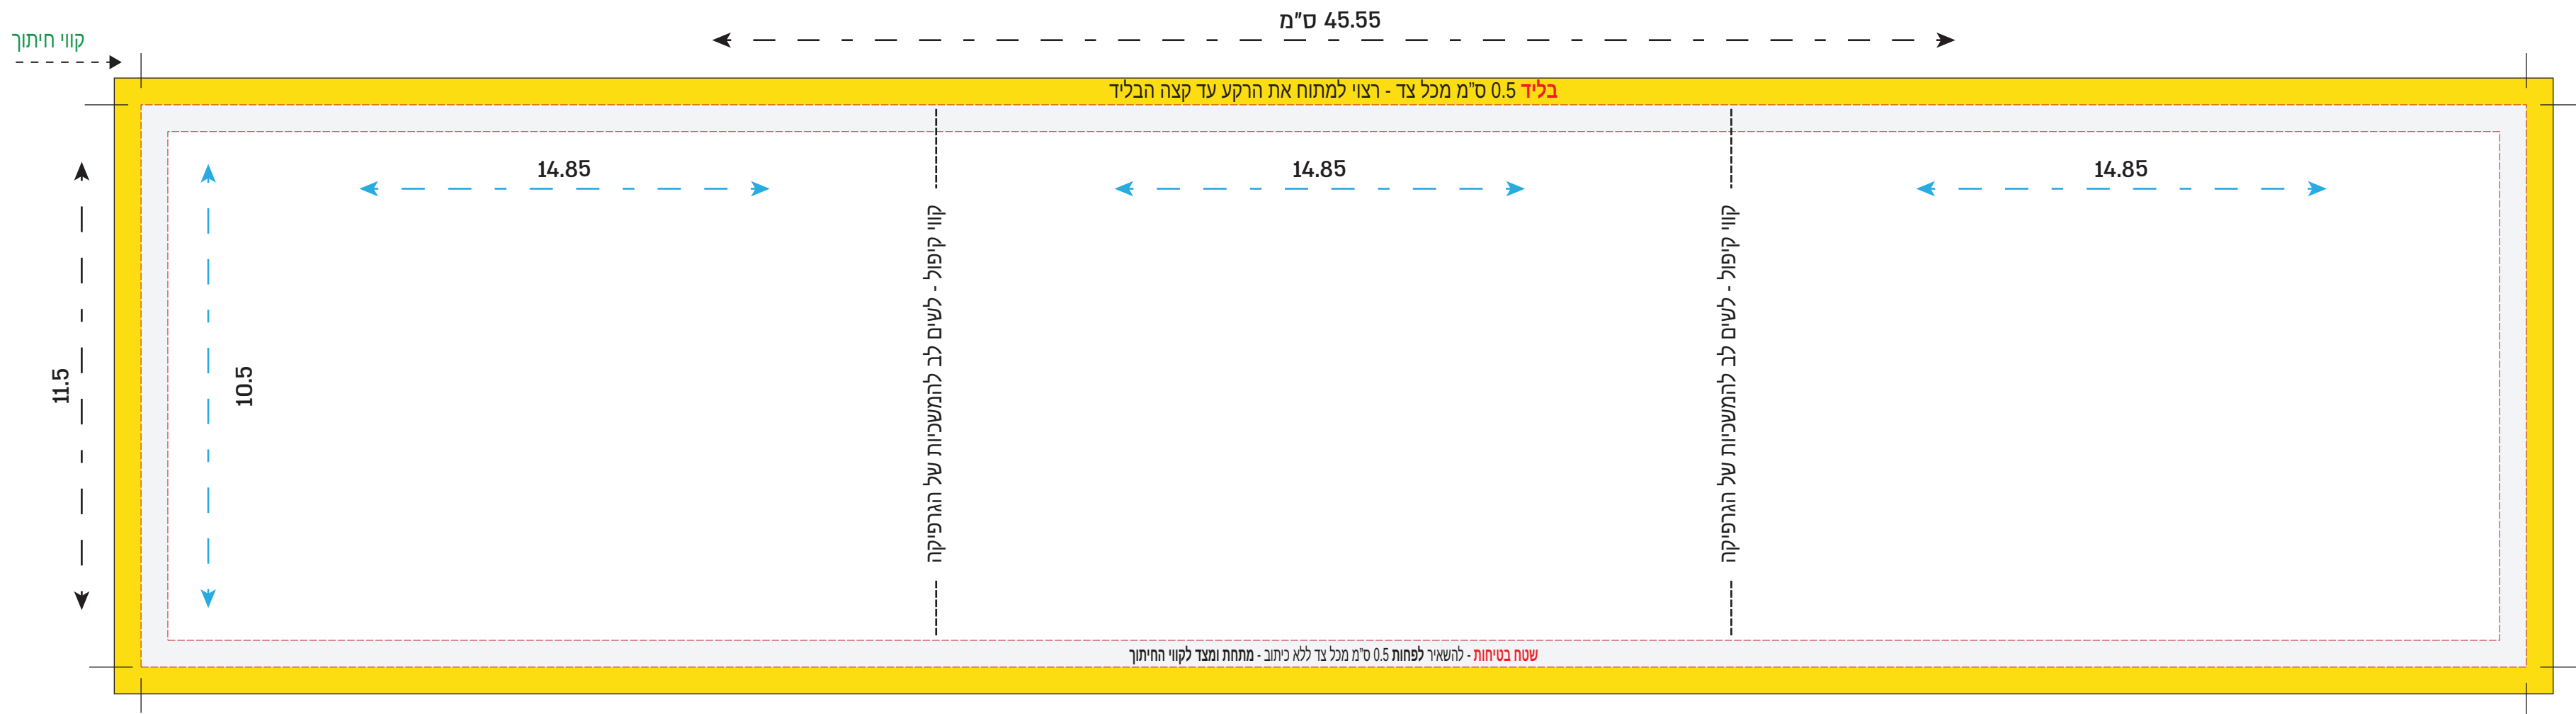 45.55 ס"מ
קווי חיתוך
בליד 0.5 ס"מ מכל צד - רצוי למתוח את הרקע עד קצה הבליד
14.85
14.85
14.85
קווי קיפול - לשים לב להמשכיות של הגרפיקה
קווי קיפול - לשים לב להמשכיות של הגרפיקה
11.5
10.5
שטח בטיחות - להשאיר לפחות 0.5 ס"מ מכל צד ללא כיתוב - מתחת ומצד לקווי החיתוך